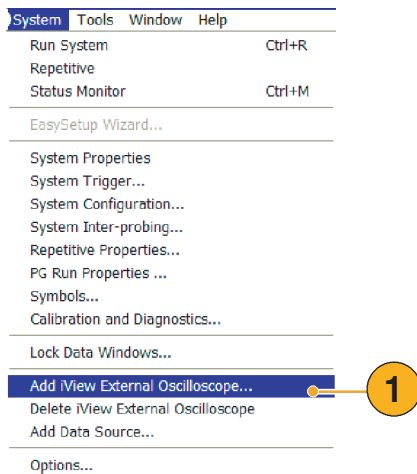 System Tools Window Help
Run System Ctrl+R
Repetitive
Status Monitor Ctrl+M
EasySetup Wizard...
System Properties
System Trigger...
System Configuration...
System Inter-probing...
Repetitive Properties...
PG Run Properties ...
Symbols...
Calibration and Diagnostics...
Lock Data Windows...
Add iView External Oscilloscope...
1
Delete iView External Oscilloscope
Add Data Source...
Options...